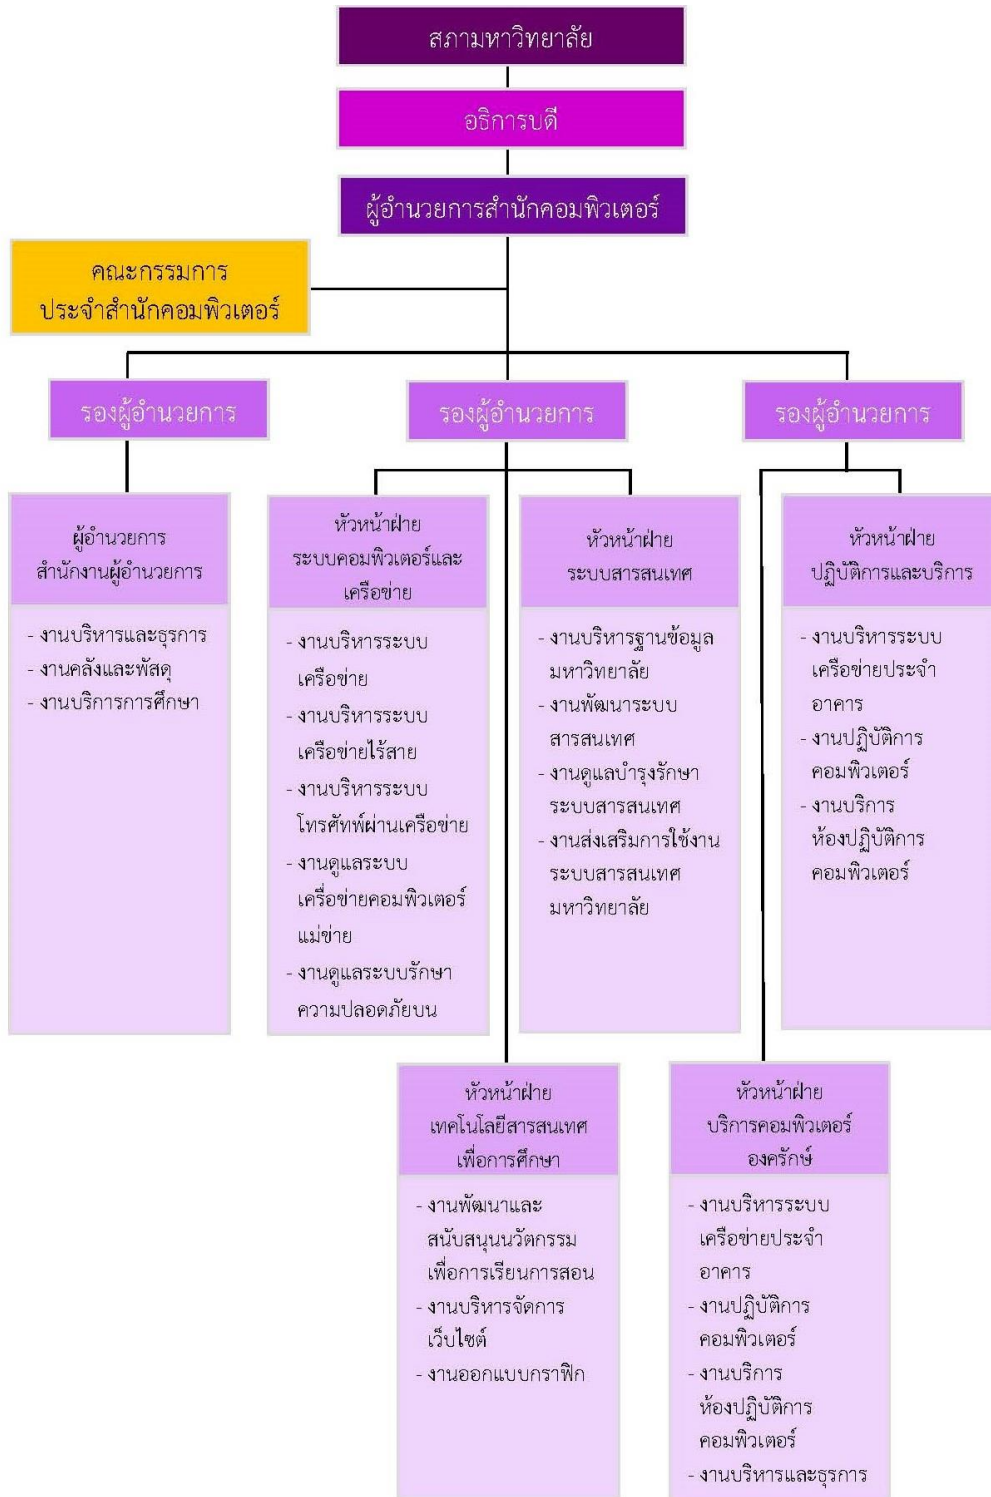 สภามหาวิทยาลัย
อธิการบดี
ผู้อำนวยการสำนักคอมพิวเตอร์
คณะกรรมการ
ประจำสำนักคอมพิวเตอร์
รองผู้อำนวยการ
รองผู้อำนวยการ
รองผู้อำนวยการ
ผู้อำนวยการ
สำนักงานผู้อำนวยการ
- งานบริหารและธุรการ
- งานคลังและพัสดุ
- งานบริการการศึกษา
หัวหน้าฝ่าย
ระบบคอมพิวเตอร์และ
เครือข่าย
- งานบริหารระบบ
เครือข่าย
- งานบริหารระบบ
เครือข่ายไร้สาย
- งานบริหารระบบ
โทรศัทพ์ผ่านเครือข่าย
- งานดูแลระบบ
เครื่อข่ายคอมพิวเตอร์
แม่ข่าย
- งานดูแลระบบรักษา
ความปลอดภัยบน
หัวหน้าฝ่าย
ระบบสารสนเทศ
- งานบริหารฐานข้อมูล
มหาวิทยาลัย
- งานพัฒนาระบบ
สารสนเทศ
- งานดูแลบำรุงรักษา
ระบบสารสนเทศ
- งานส่งเสริมการใช้งาน
ระบบสารสนเทศ
มหาวิทยาลัย
หัวหน้าฝ่าย
ปฏิบัติการและบริการ
- งานบริหารระบบ
เครือข่ายประจำ
อาคาร
- งานปฏิบัติการ
คอมพิวเตอร์
- งานบริการ
ห้องปฏิบัติการ
คอมพิวเตอร์
หัวหน้าฝ่าย
เทคโนโลยีสารสนเทศ
เพื่อการศึกษา
- งานพัฒนาและ
สนับสนุนนวัตกรรม
เพื่อการเรียนการสอน
- งานบริหารจัดการ
เว็บไซต์
- งานออกแบบกราฟิก
หัวหน้าฝ่าย
บริการคอมพิวเตอร์
องครักษ์
- งานบริหารระบบ
เครือข่ายประจำ
อาคาร
- งานปฏิบัติการ
คอมพิวเตอร์
- งานบริการ
ห้องปฏิบัติการ
คอมพิวเตอร์
- งานบริหารและธุรการ